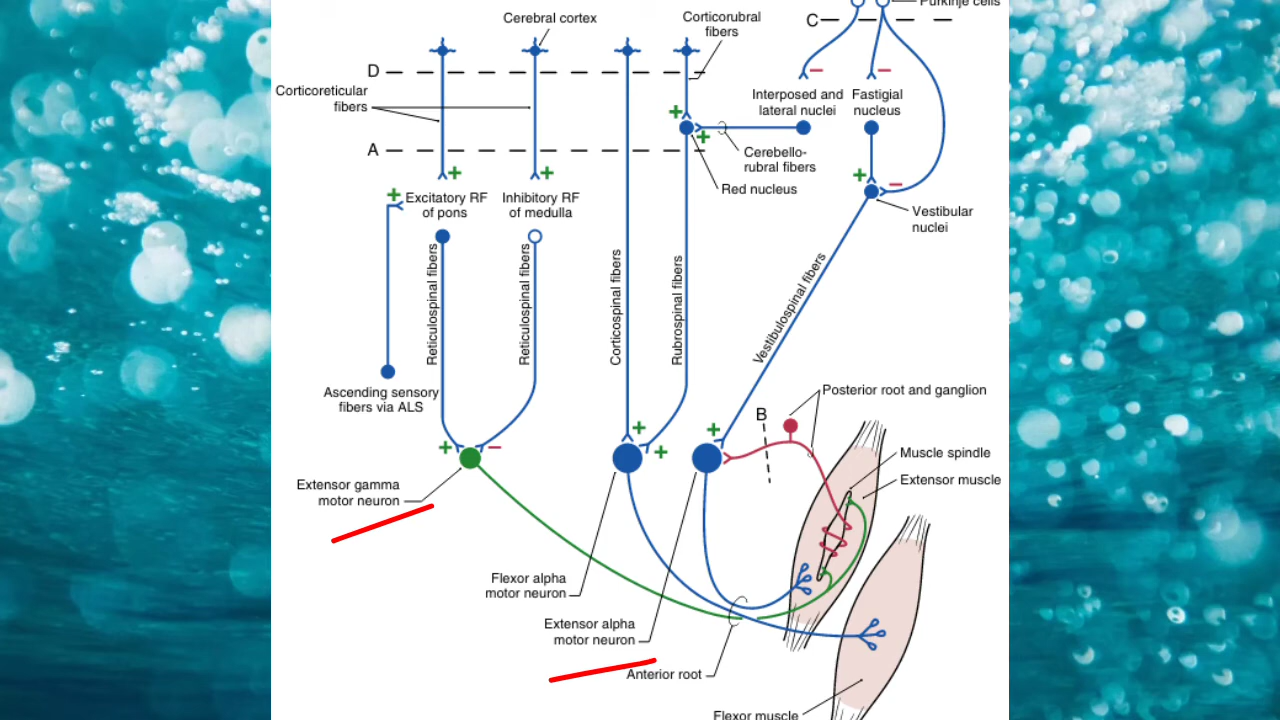 Purkinje cells
Cerebral cortex
Corticorubral
fibers
C
D
Corticoreticular
fibers
Interposed and
lateral nuclei
Fastigial
nucleus
A
Cerebello-
rubral fibers
Red nucleus
+
+
+
+
+
+
+
+
+
+
−
−
−
−
Excitatory RF
of pons
Inhibitory RF
of medulla
Vestibular
nuclei
Reticulospinal fibers
Reticulospinal fibers
Corticospinal fibers
Rubrospinal fibers
Vestibulospinal fibers
Ascending sensory
fibers via ALS
Posterior root and ganglion
B
Muscle spindle
Extensor muscle
Extensor gamma
motor neuron
Flexor alpha
motor neuron
Extensor alpha
motor neuron
Anterior root
Flexor muscle